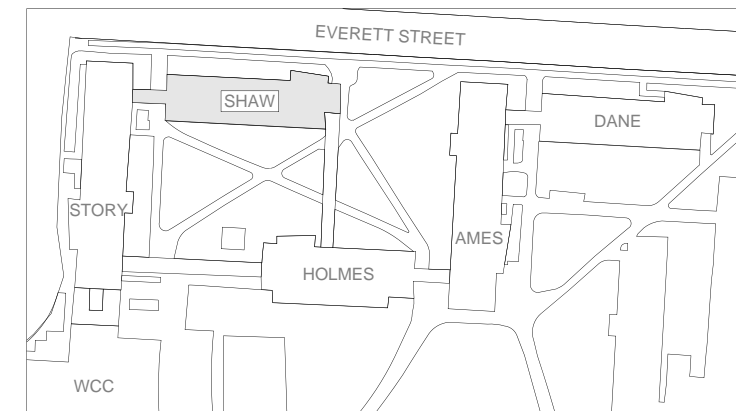 EVERETT STREET
SHAW
DANE
STORY
AMES
HOLMES
WCC